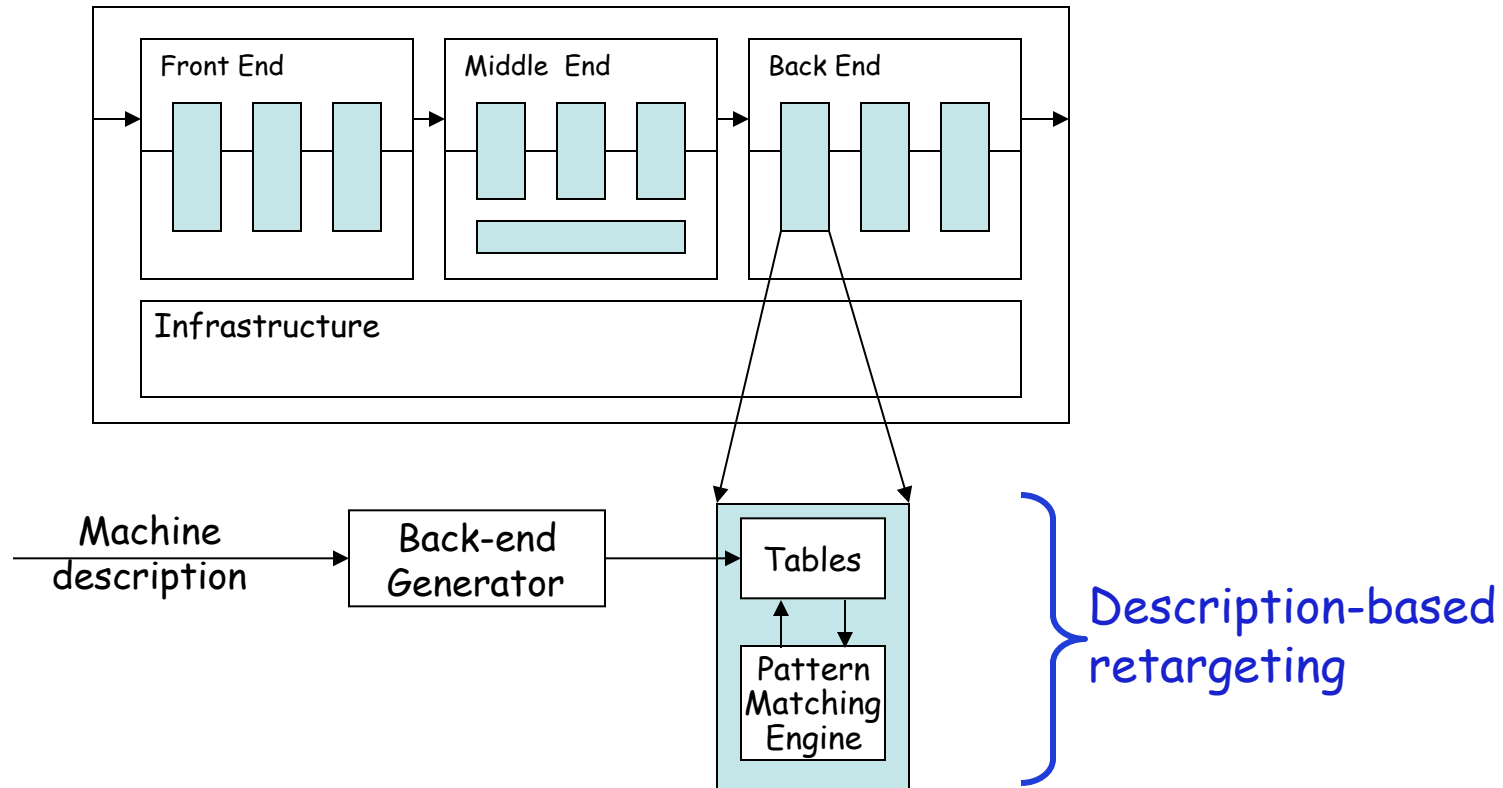 Front End
Middle End
Back End
Infrastructure
Machine
description
Back-end
Generator
Tables
Pattern
Matching
Engine
Description-based
retargeting